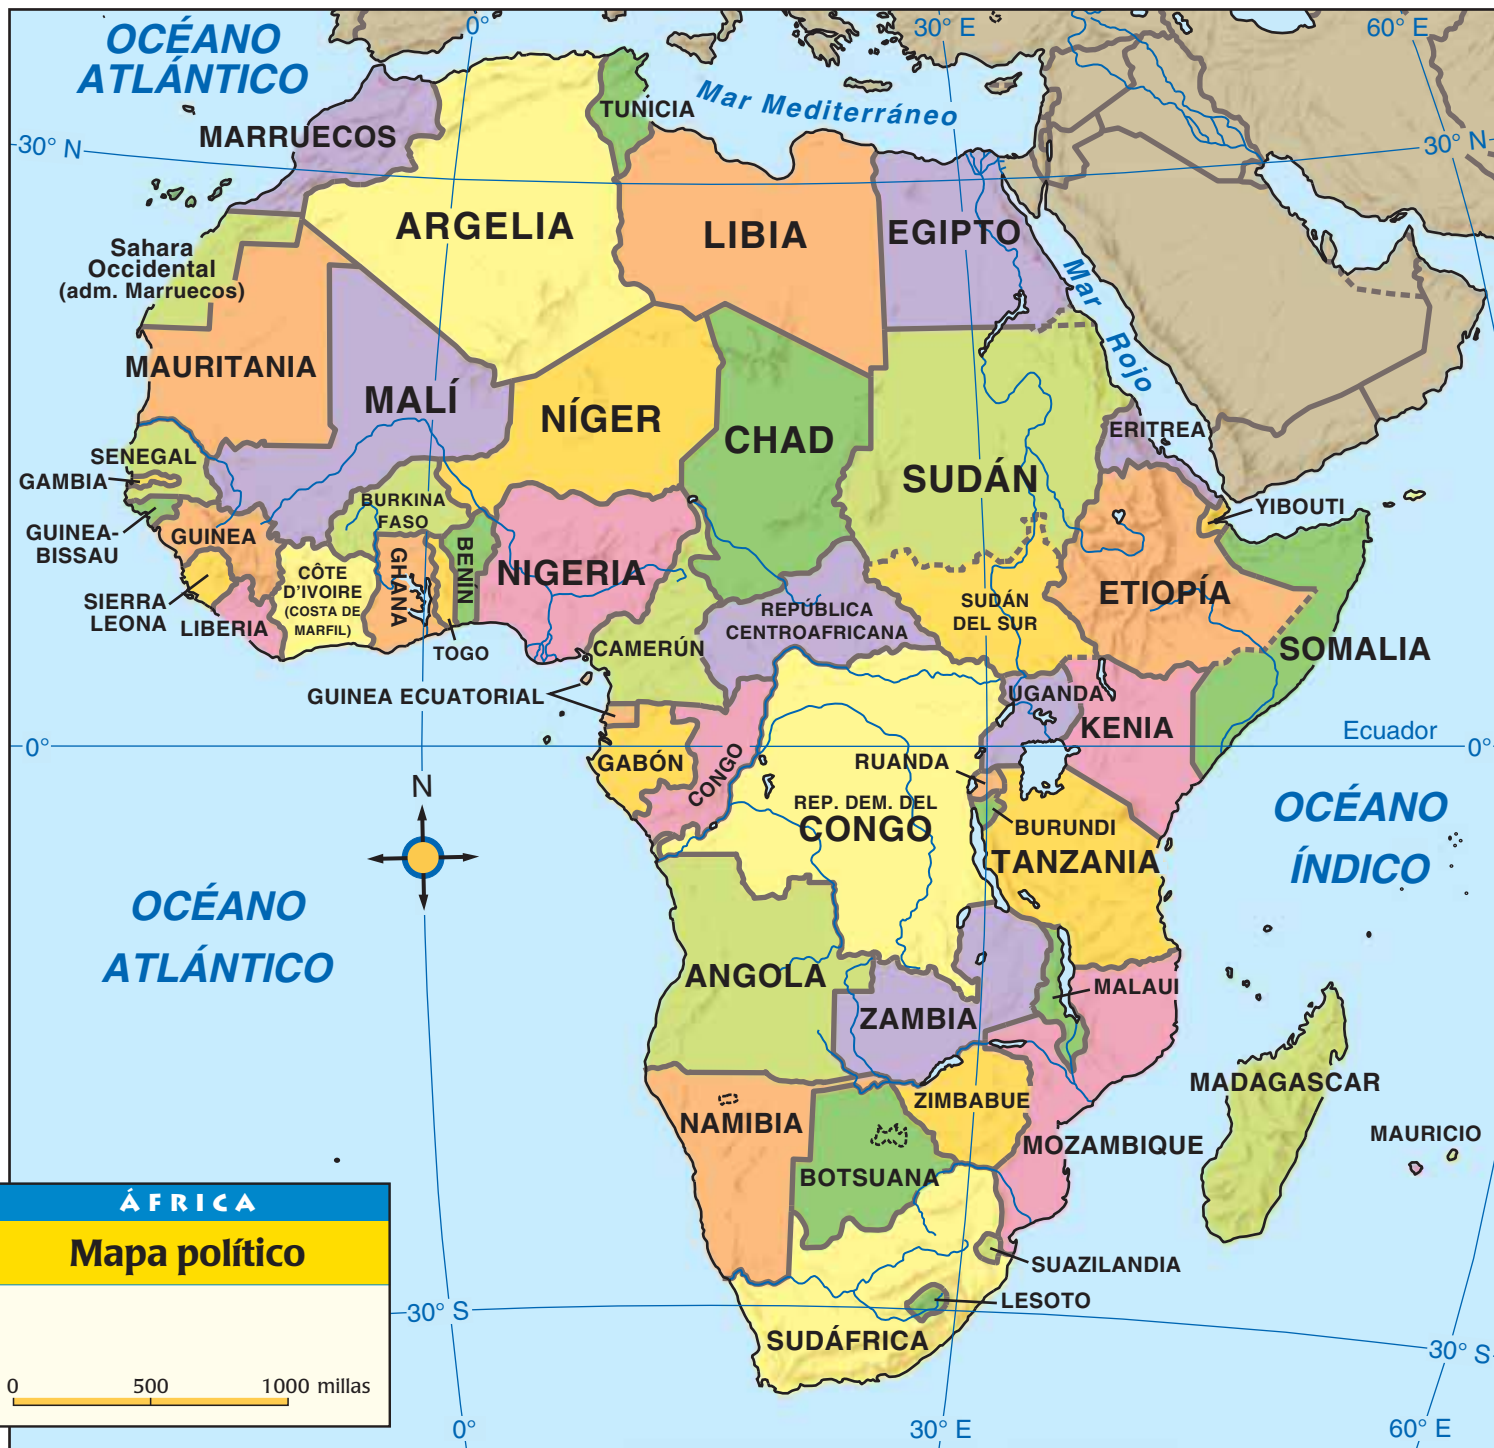 OCÉANO
ATLÁNTICO
0°
30° E
60° E
TUNICIA
Mar Mediterráneo
MARRUECOS
30° N
30° N
ARGELIA
LIBIA
EGIPTO
Sahara
Occidental
(adm. Marruecos)
Mar Rojo
MAURITANIA
MALÍ
NÍGER
CHAD
SUDÁN
ERITREA
SENEGAL
GAMBIA
BURKINA
FASO
YIBOUTI
GUINEA-
BISSAU
GUINEA
BENÍN
NIGERIA
GHANA
CÔTE
D'IVOIRE
(COSTA DE
MARFIL)
SIERRA
LEONA
LIBERIA
TOGO
CAMERÚN
REPÚBLICA
CENTROAFRICANA
SUDÁN
DEL SUR
ETIOPÍA
SOMALIA
GUINEA ECUATORIAL
UGANDA
KENIA
Ecuador
0°
0°
GABÓN
CONGO
RUANDA
REP. DEM. DEL
CONGO
BURUNDI
TANZANIA
N
OCÉANO
ÍNDICO
OCÉANO
ATLÁNTICO
ANGOLA
ZAMBIA
MALAUI
MADAGASCAR
NAMIBIA
ZIMBABUE
MOZAMBIQUE
MAURICIO
BOTSUANA
SUAZILANDIA
LESOTO
SUDÁFRICA
30° S
30° S
ÁFRICA
Mapa político
0 500 1000 millas
0°
30° E
60° E